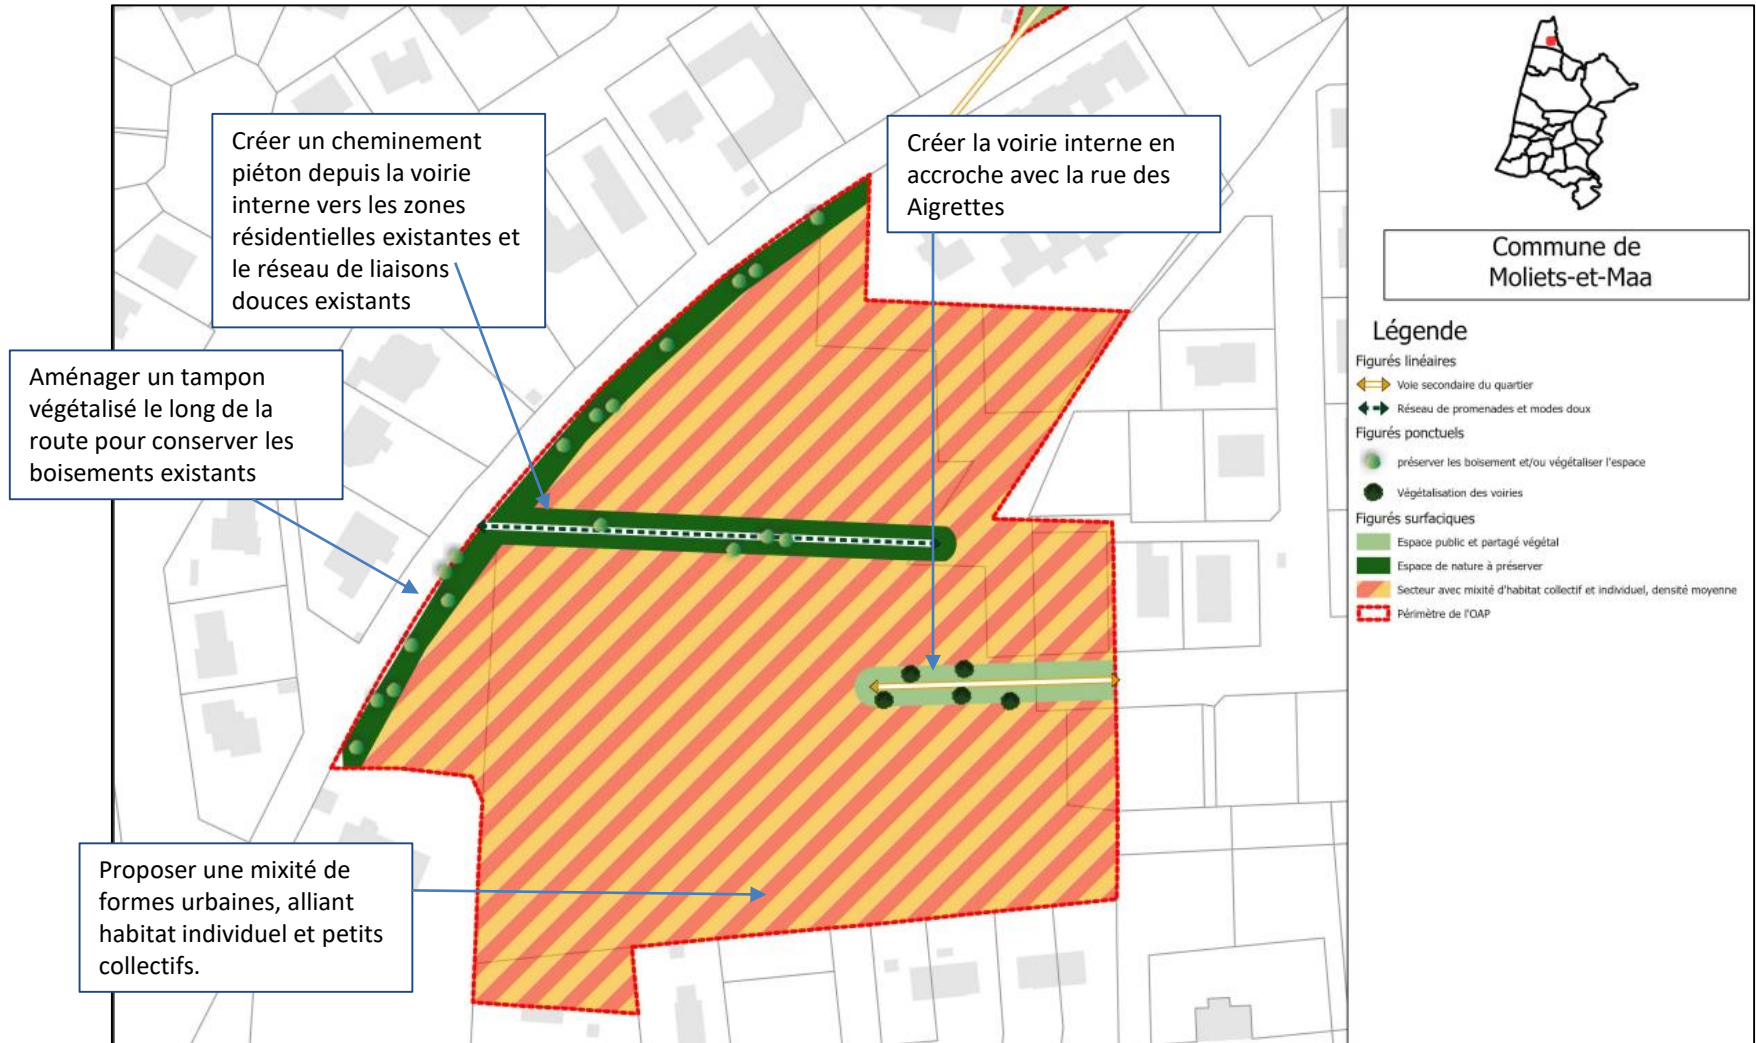 Créer un cheminement
piéton depuis la voirie
interne vers les zones
résidentielles existantes et
le réseau de liaisons
douces existants
Créer la voirie interne en
accroche avec la rue des
Aigrettes
Aménager un tampon
végétalisé le long de la
route pour conserver les
boisements existants
Proposer une mixité de
formes urbaines, alliant
habitat individuel et petits
collectifs.
Commune de
Moliets-et-Maa
Légende
Figurés linéaires
Voie secondaire du quartier
Réseau de promenades et modes doux
Figurés ponctuels
préserver les boisement et/ou végétaliser l'espace
Végétalisation des voiries
Figurés surfaciques
Espace public et partagé végétal
Espace de nature à préserver
Secteur avec mixité d'habitat collectif et individuel, densité moyenne
Périmètre de l'OAP